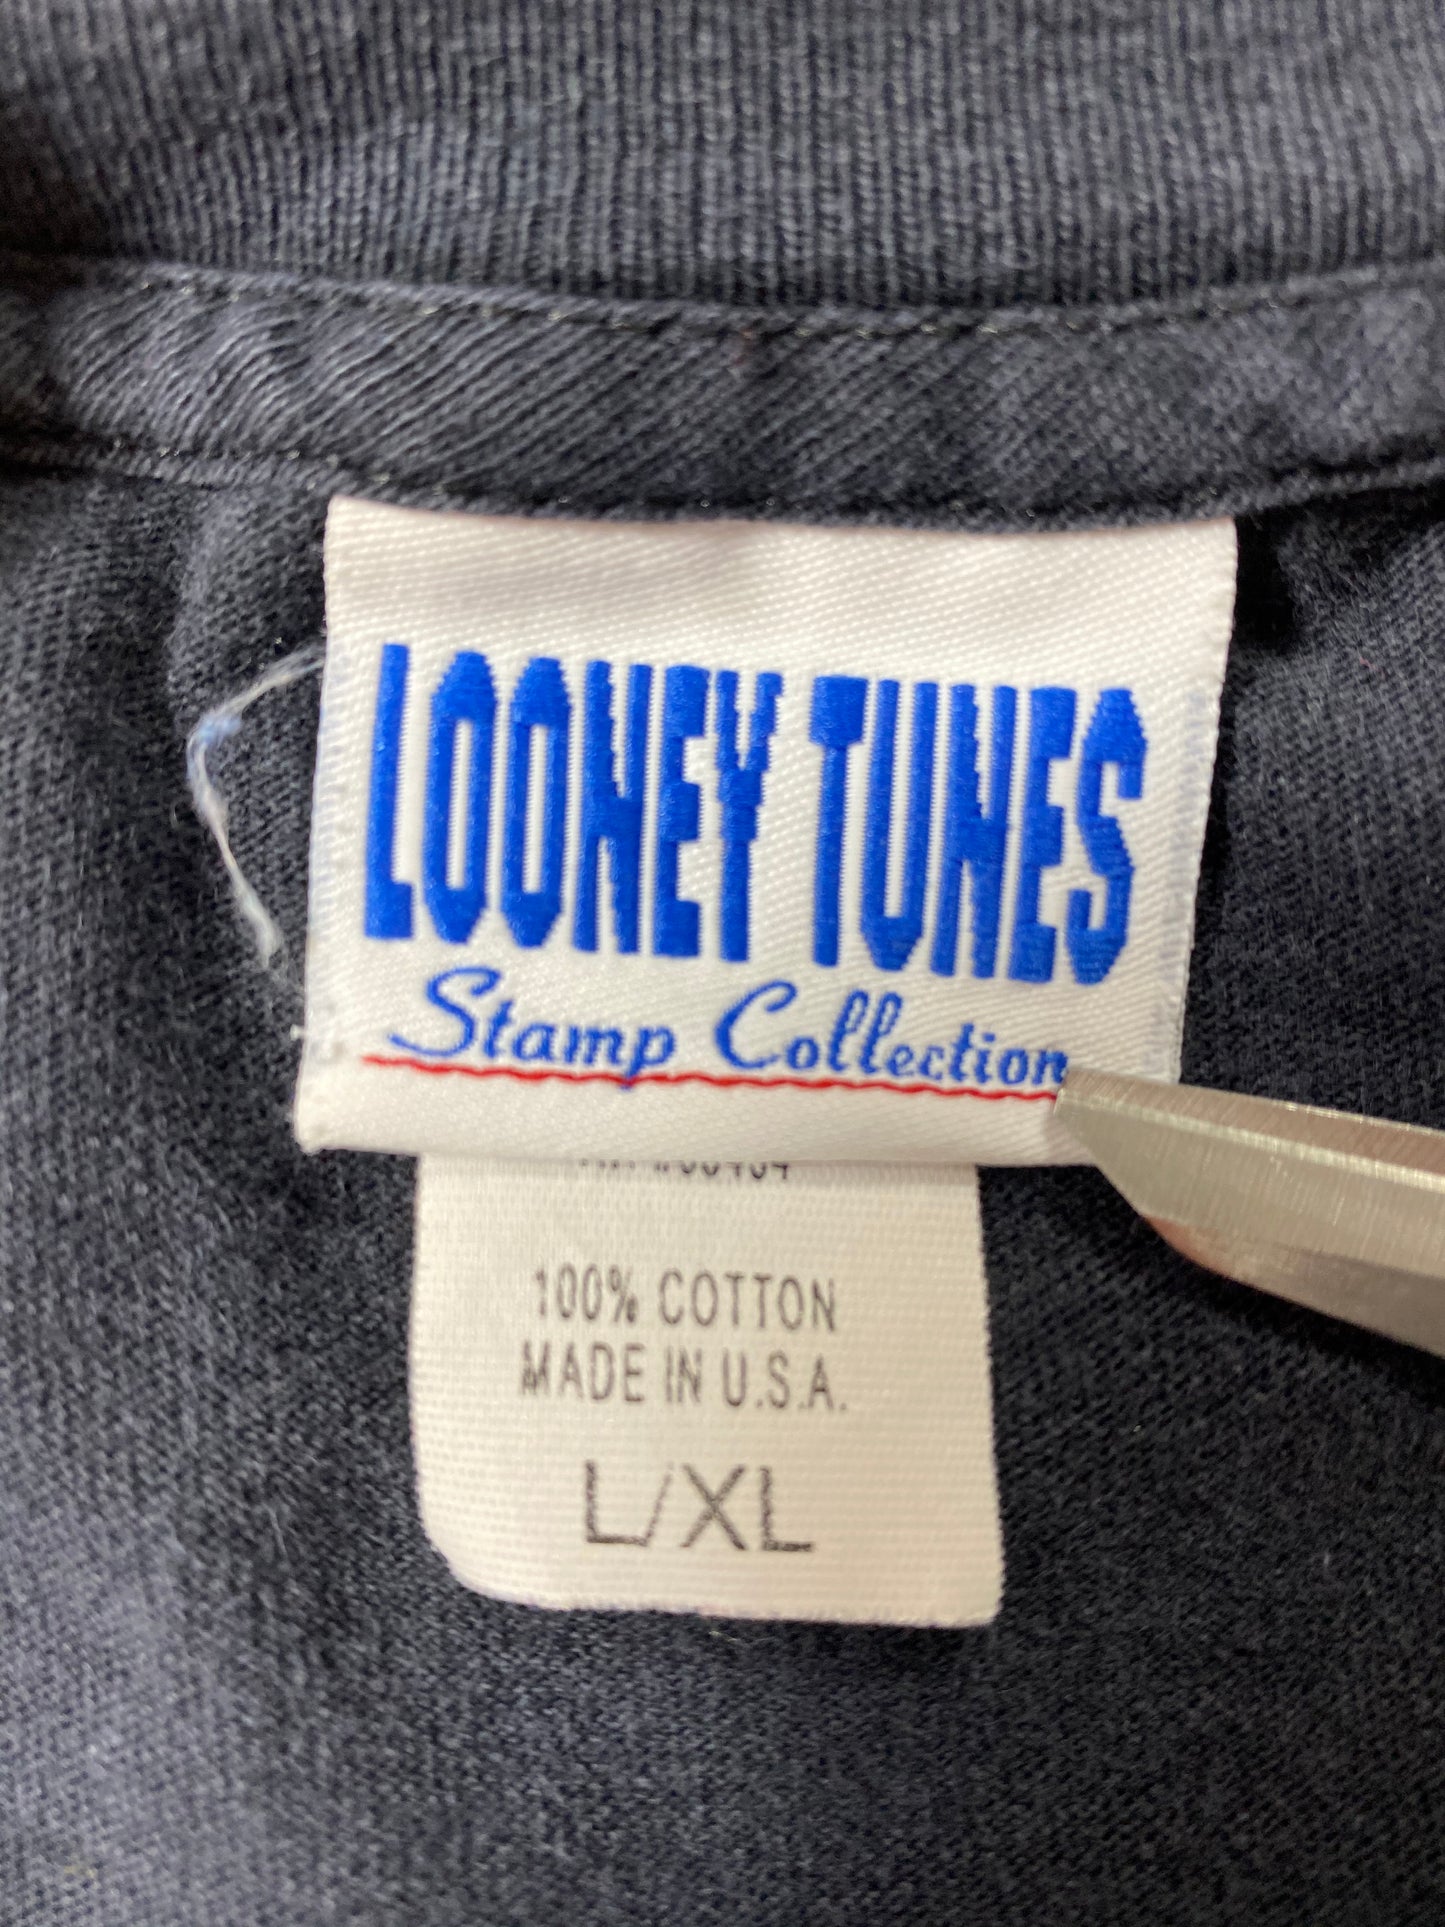 LOONEY TUNES
Stamp Collection
100% COTTON
MADE IN U.S.A.
L/XL